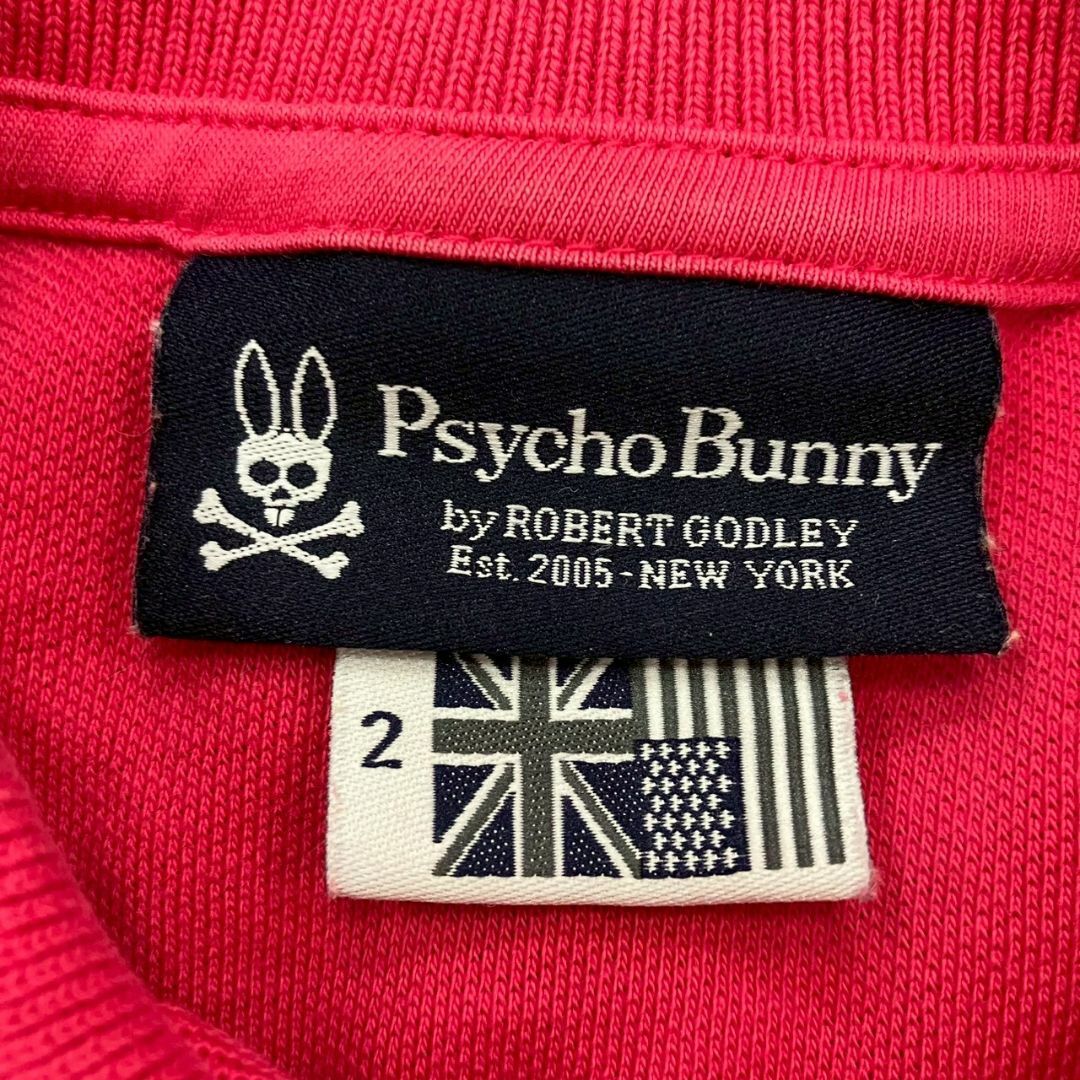 Psycho Bunny
by ROBERT GODLEY
Est. 2005 - NEW YORK
2